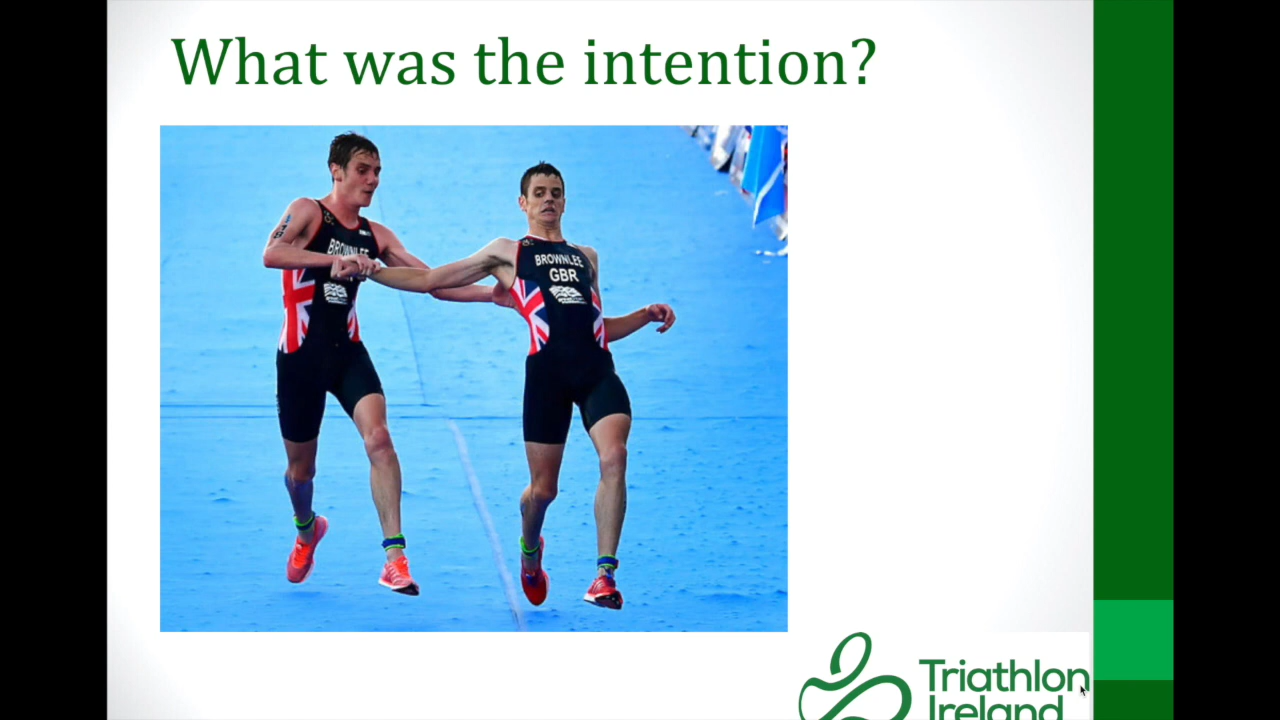 What was the intention?
BROWNLEE
BROWNLEE
GBR
Triathlon
Ireland